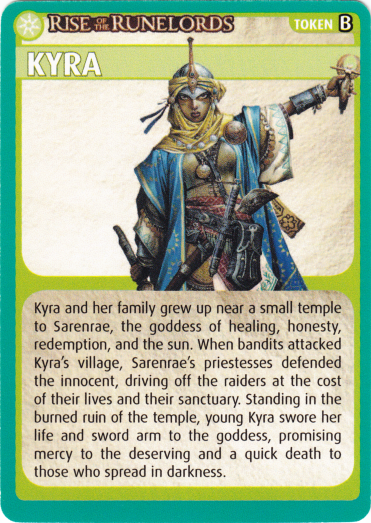 RISE OF THE RUNELORDS
TOKEN B
KYRA
Kyra and her family grew up near a small temple
to Sarenrae, the goddess of healing, honesty,
redemption, and the sun. When bandits attacked
Kyra's village, Sarenrae's priestesses defended
the innocent, driving off the raiders at the cost
of their lives and their sanctuary. Standing in the
burned ruin of the temple, young Kyra swore her
life and sword arm to the goddess, promising
mercy to the deserving and a quick death to
those who spread in darkness.